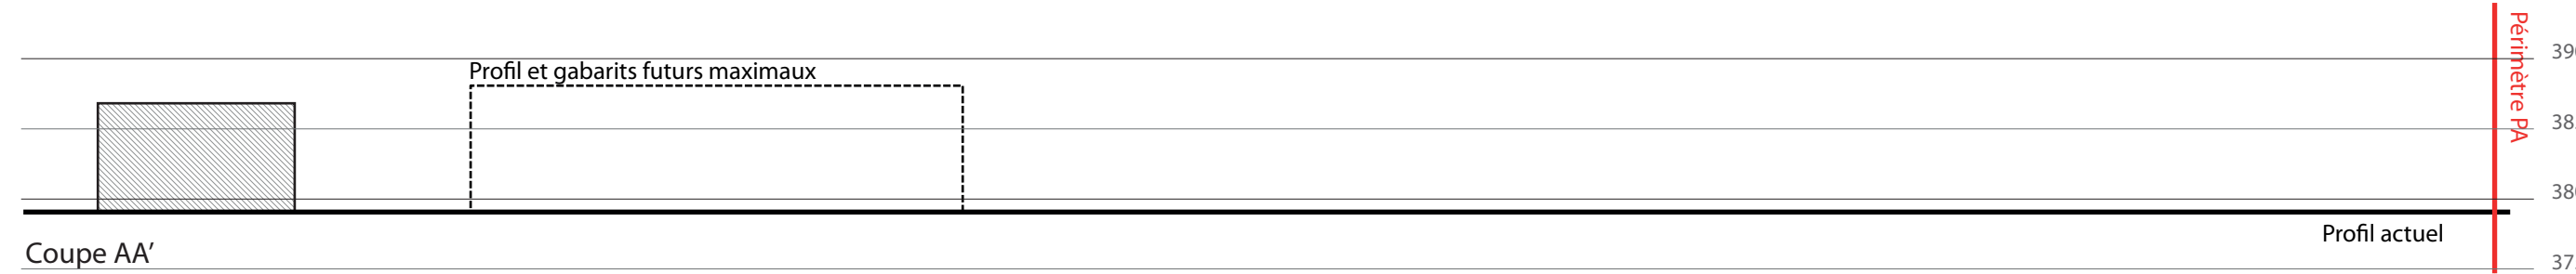 Périmètre PA
Profil et gabarits futurs maximaux
Profil actuel
Coupe AA’